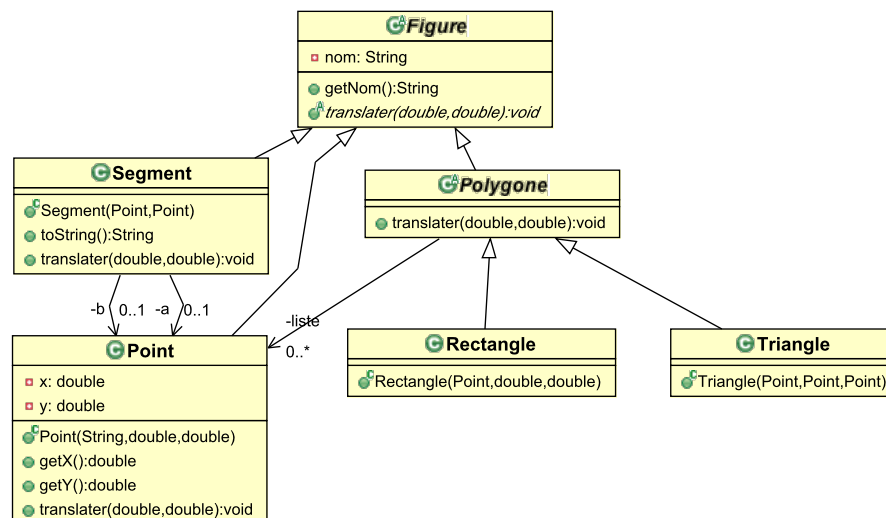 Figure
nom: String
getNom():String
translater(double,double):void
Segment
Segment(Point,Point)
toString():String
translater(double,double):void
Polygone
translater(double,double):void
-b 0..1 -a 0..1
-liste
0..*
Point
x: double
y: double
Point(String,double,double)
getX():double
getY():double
translater(double,double):void
Rectangle
Rectangle(Point,double,double)
Triangle
Triangle(Point,Point,Point)